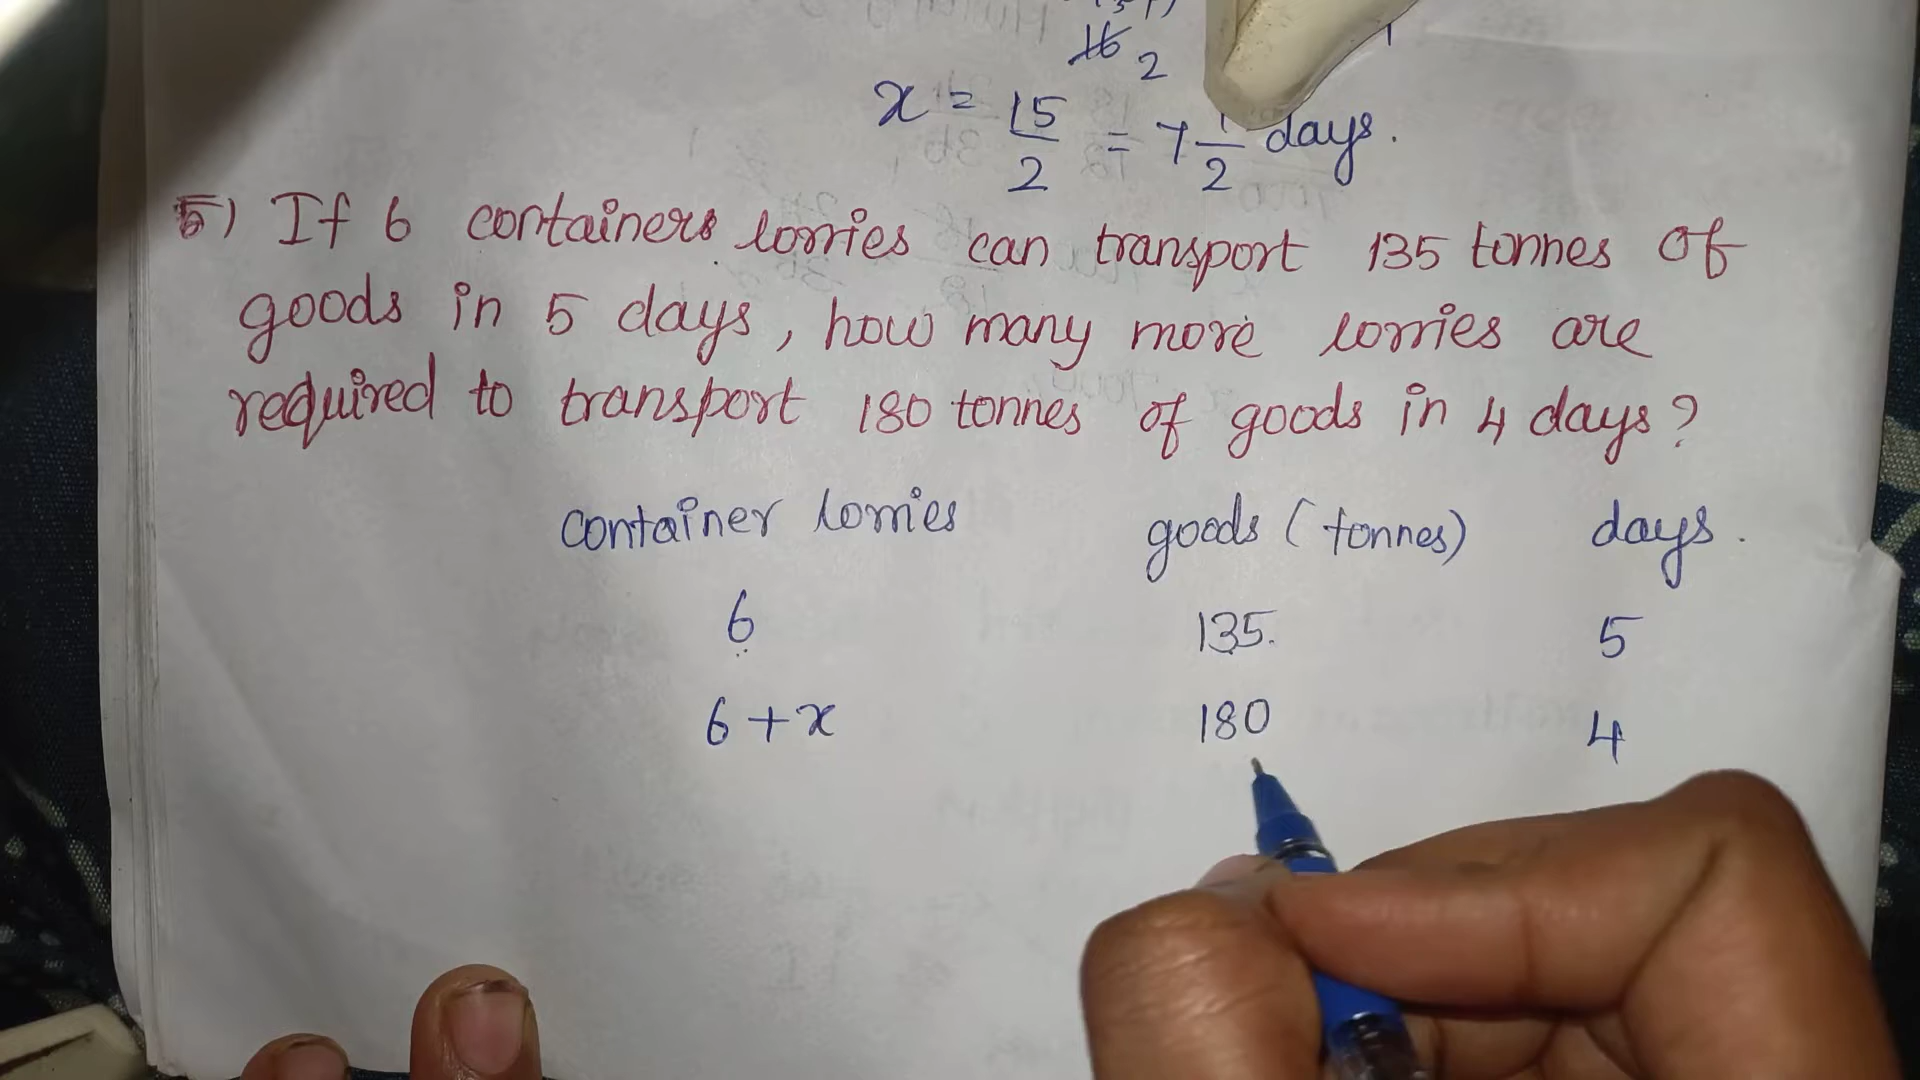 16 2
x = 15/2 = 7 1/2 days.
5) If 6 containers lorries can transport 135 tonnes of
goods in 5 days, how many more lorries are
required to transport 180 tonnes of goods in 4 days?
container lorries goods (tonnes) days.
6 135. 5
6+x 180 4